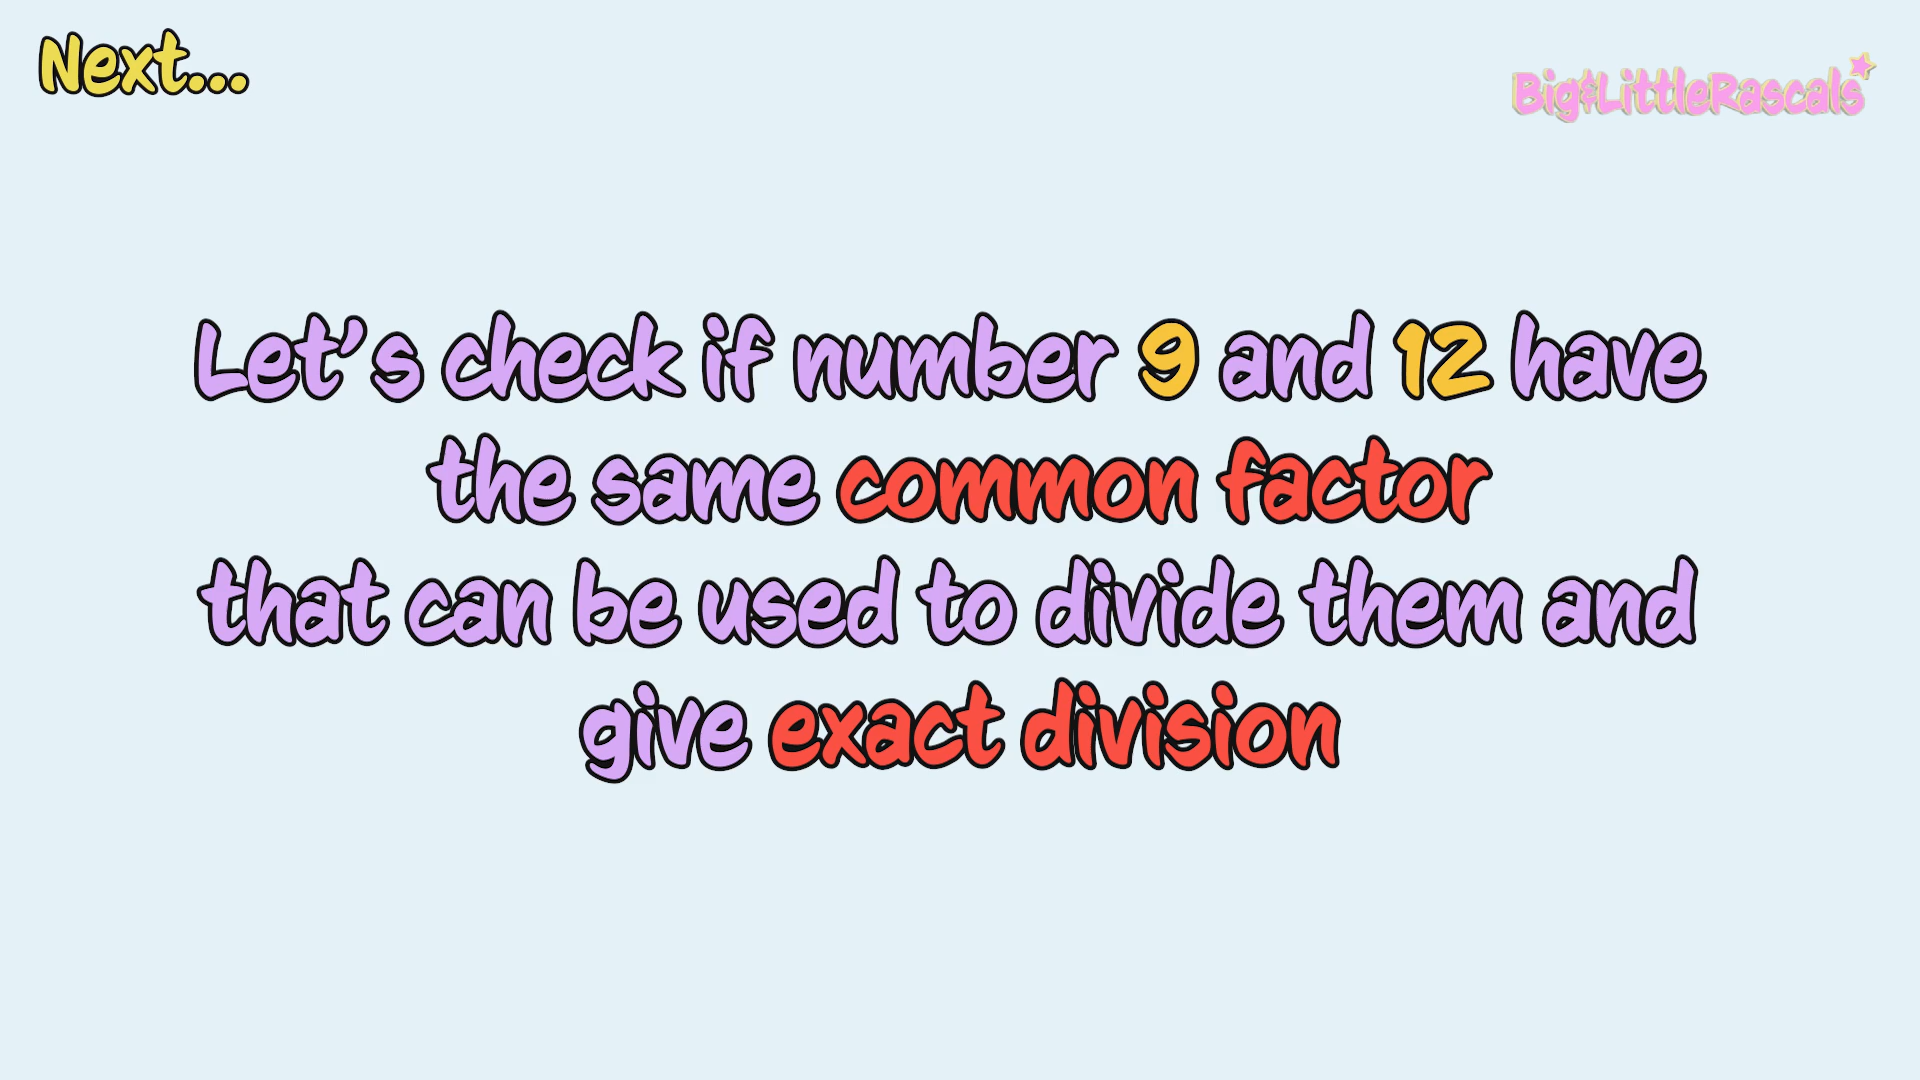 Next...
Big&LittleRascals
Let's check if number 9 and 12 have
the same common factor
that can be used to divide them and
give exact division